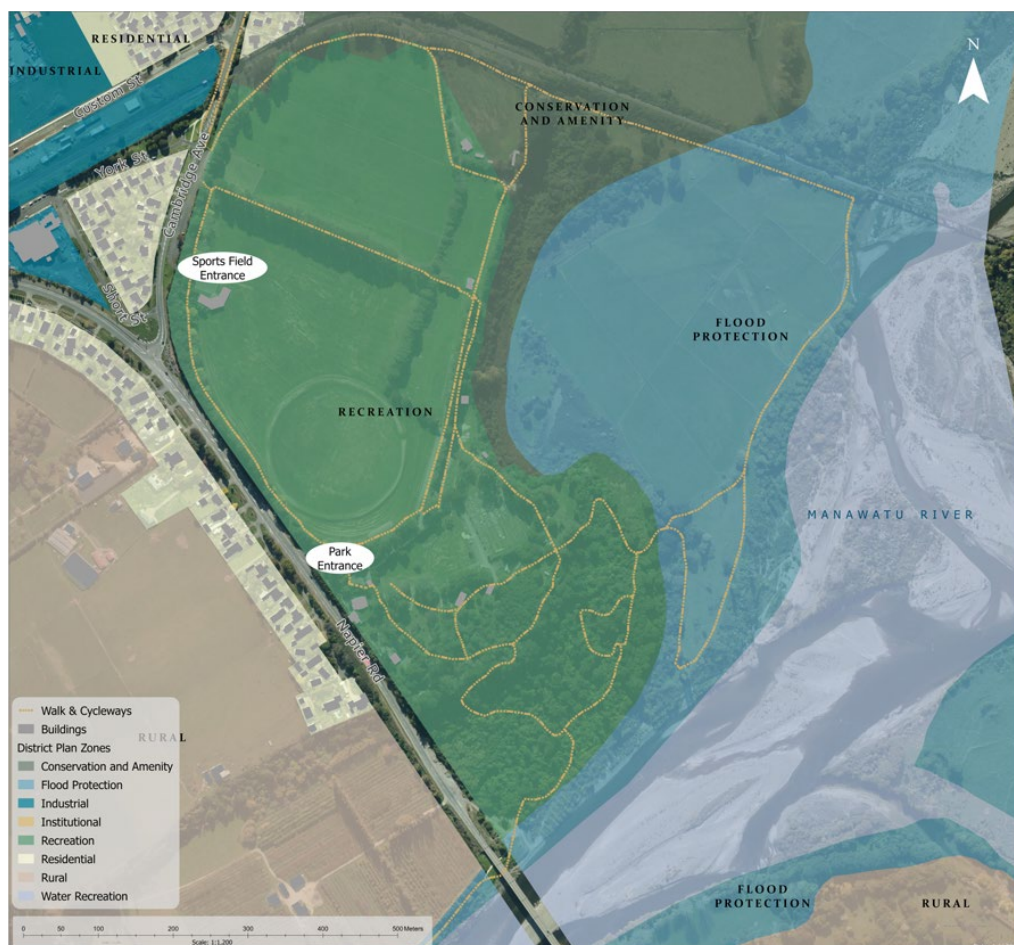 RESIDENTIAL
INDUSTRIAL
Custom St
N
CONSERVATION
AND AMENITY
York St
Cambridge Ave
Sports Field
Entrance
Short St
FLOOD
PROTECTION
RECREATION
MANAWATU RIVER
Park
Entrance
Napier Rd
Walk & Cycleways
Buildings
District Plan Zones
RURAL
Conservation and Amenity
Flood Protection
Industrial
Institutional
Recreation
Residential
Rural
Water Recreation
FLOOD
PROTECTION
RURAL
0 50 100 200 300 400 500 Meters
Scale: 1:1,200